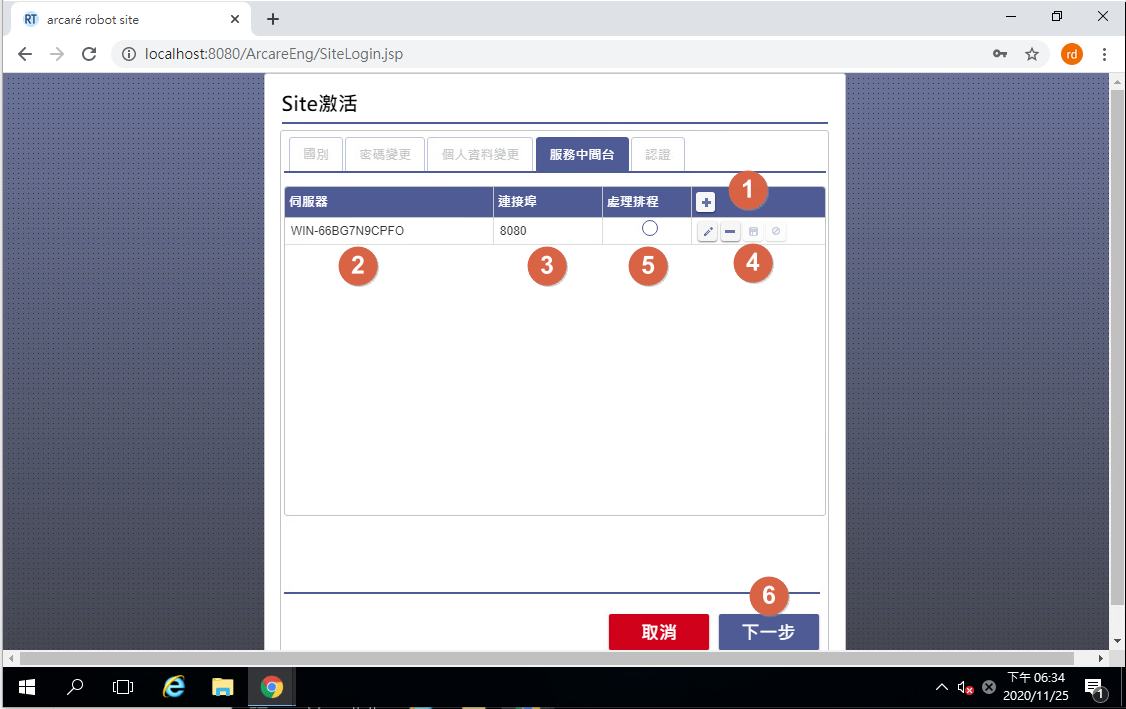 RT arcaré robot site
localhost:8080/ArcareEng/SiteLogin.jsp
rd
Site激活
國別 密碼變更 個人資料變更 服務中間台 認證
1
伺服器 連接埠 處理排程
WIN-66BG7N9CPFO 8080
2 3 5 4
6
取消 下一步
下午 06:34
2020/11/25
1